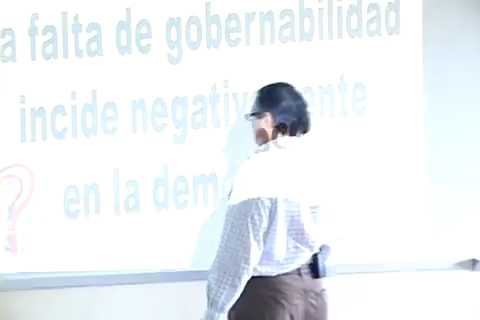 a falta de gobernabilidad
incide negativ ente
? en la dem